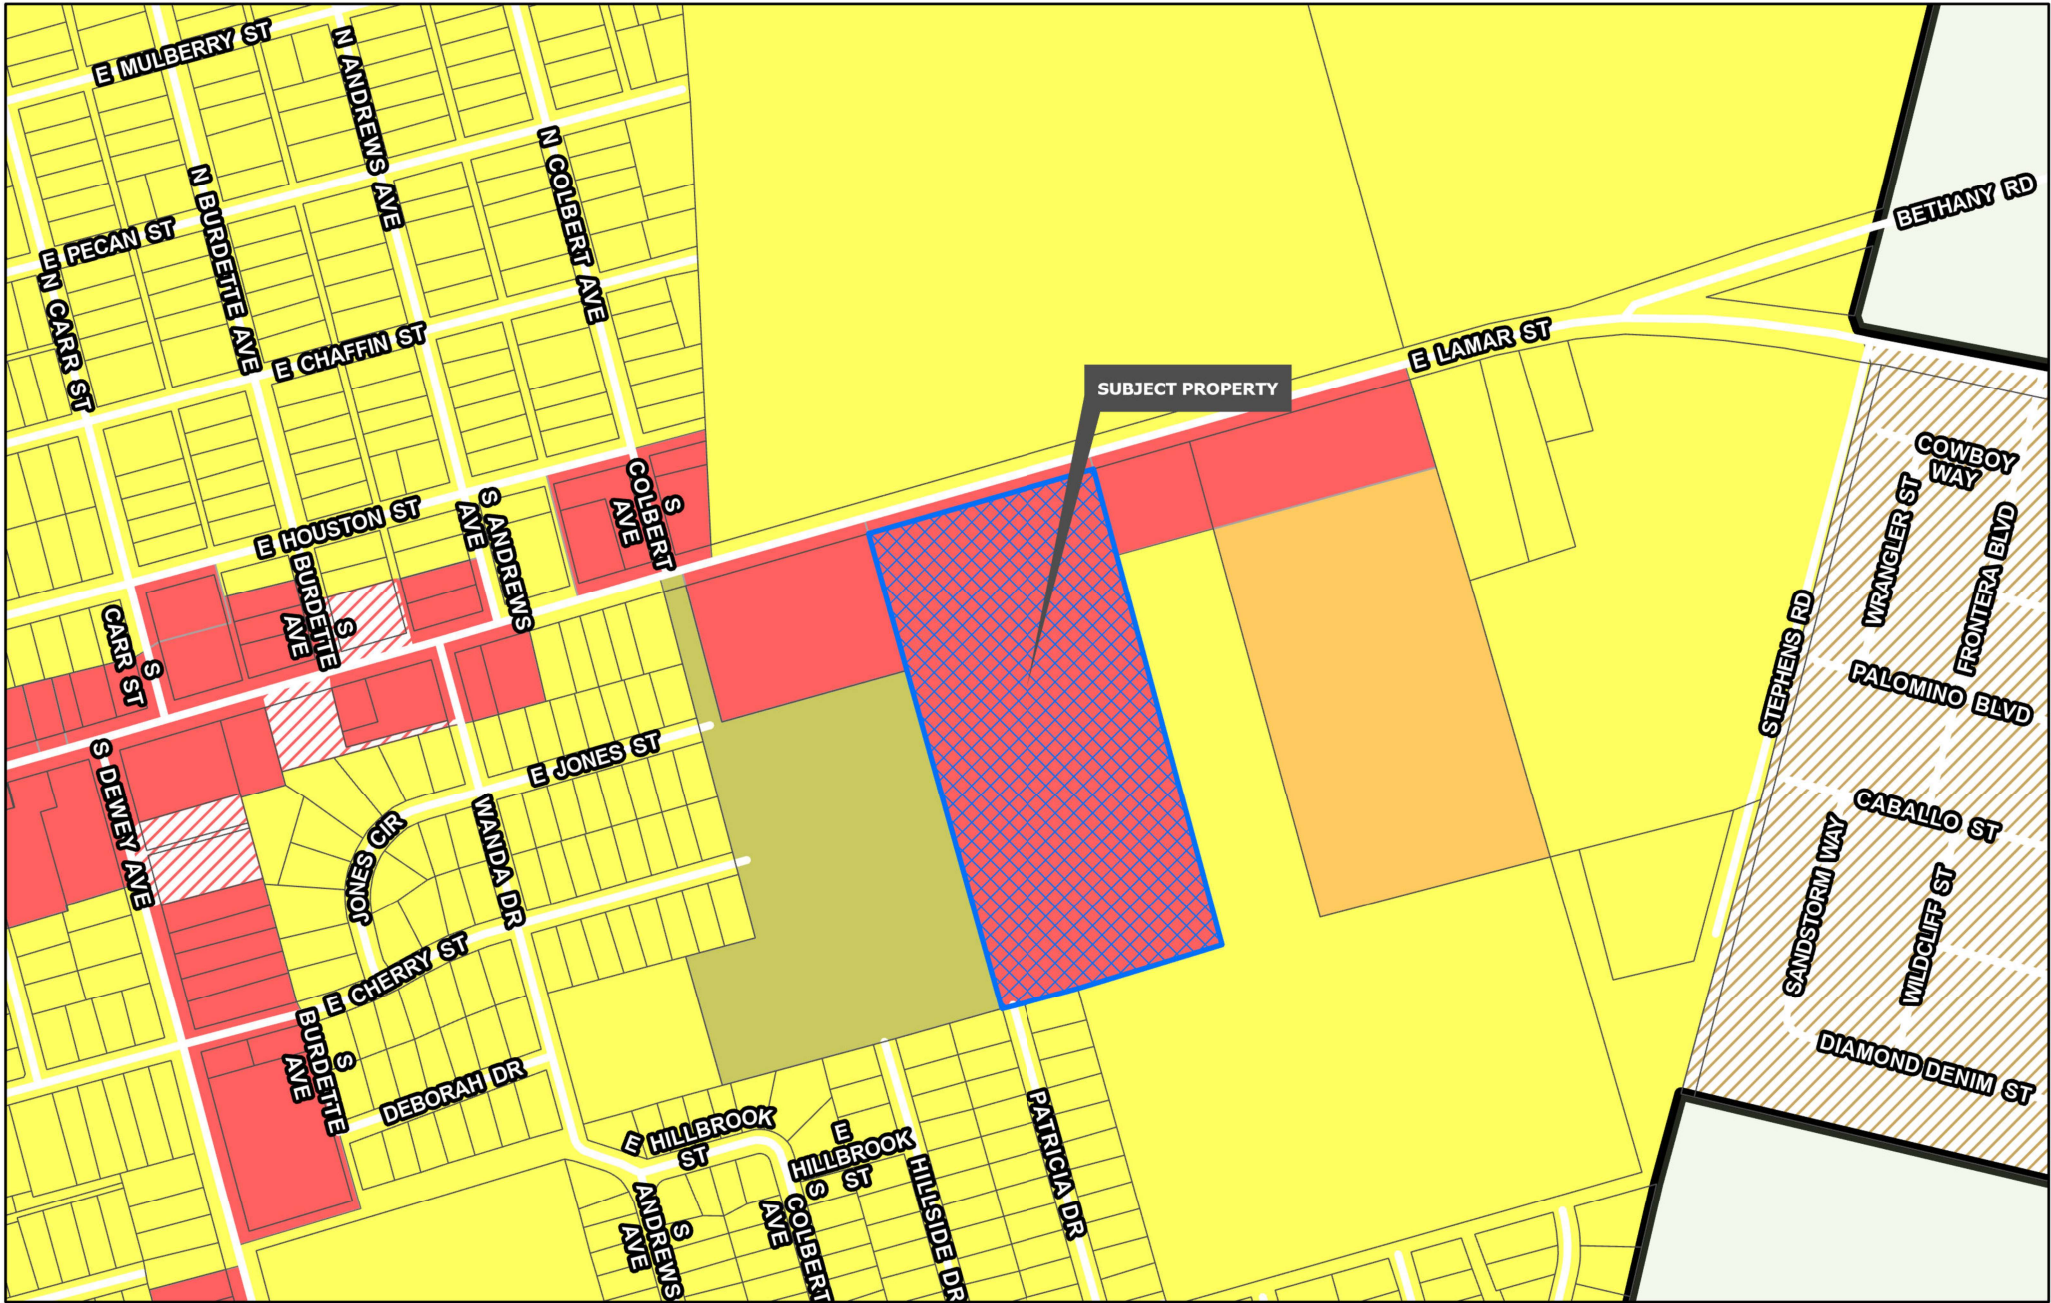 E MULBERRY ST
N ANDREWS AVE
N COLBERT AVE
N BURDETTE AVE
E PECAN ST
N CARR ST
E CHAFFIN ST
BETHANY RD
E LAMAR ST
SUBJECT PROPERTY
COWBOY
WAY
WRANGLER ST
FRONTERA BLVD
S
COLBERT
AVE
E HOUSTON ST
S ANDREWS
AVE
S
BURDETTE
AVE
S
CARR ST
STEPHENS RD
PALOMINO BLVD
S DEWEY AVE
E JONES ST
JONES CIR
WANDA DR
CABALLO ST
SANDSTORM WAY
WILDCLIFF ST
E CHERRY ST
S
BURDETTE
AVE
DEBORAH DR
DIAMOND DENIM ST
E HILLBROOK
ST
E
HILLBROOK
ST
HILLSIDE DR
PATRICIA DR
S
ANDREWS
AVE
S
COLBERT
AVE